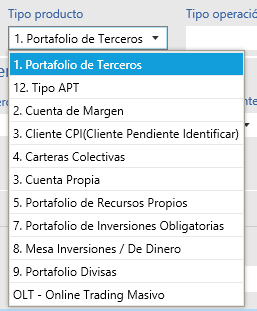 Tipo producto
Tipo operació
1. Portafolio de Terceros
1. Portafolio de Terceros
12. Tipo APT
2. Cuenta de Margen
3. Cliente CPI(Cliente Pendiente Identificar)
4. Carteras Colectivas
3. Cuenta Propia
5. Portafolio de Recursos Propios
7. Portafolio de Inversiones Obligatorias
8. Mesa Inversiones / De Dinero
9. Portafolio Divisas
OLT - Online Trading Masivo